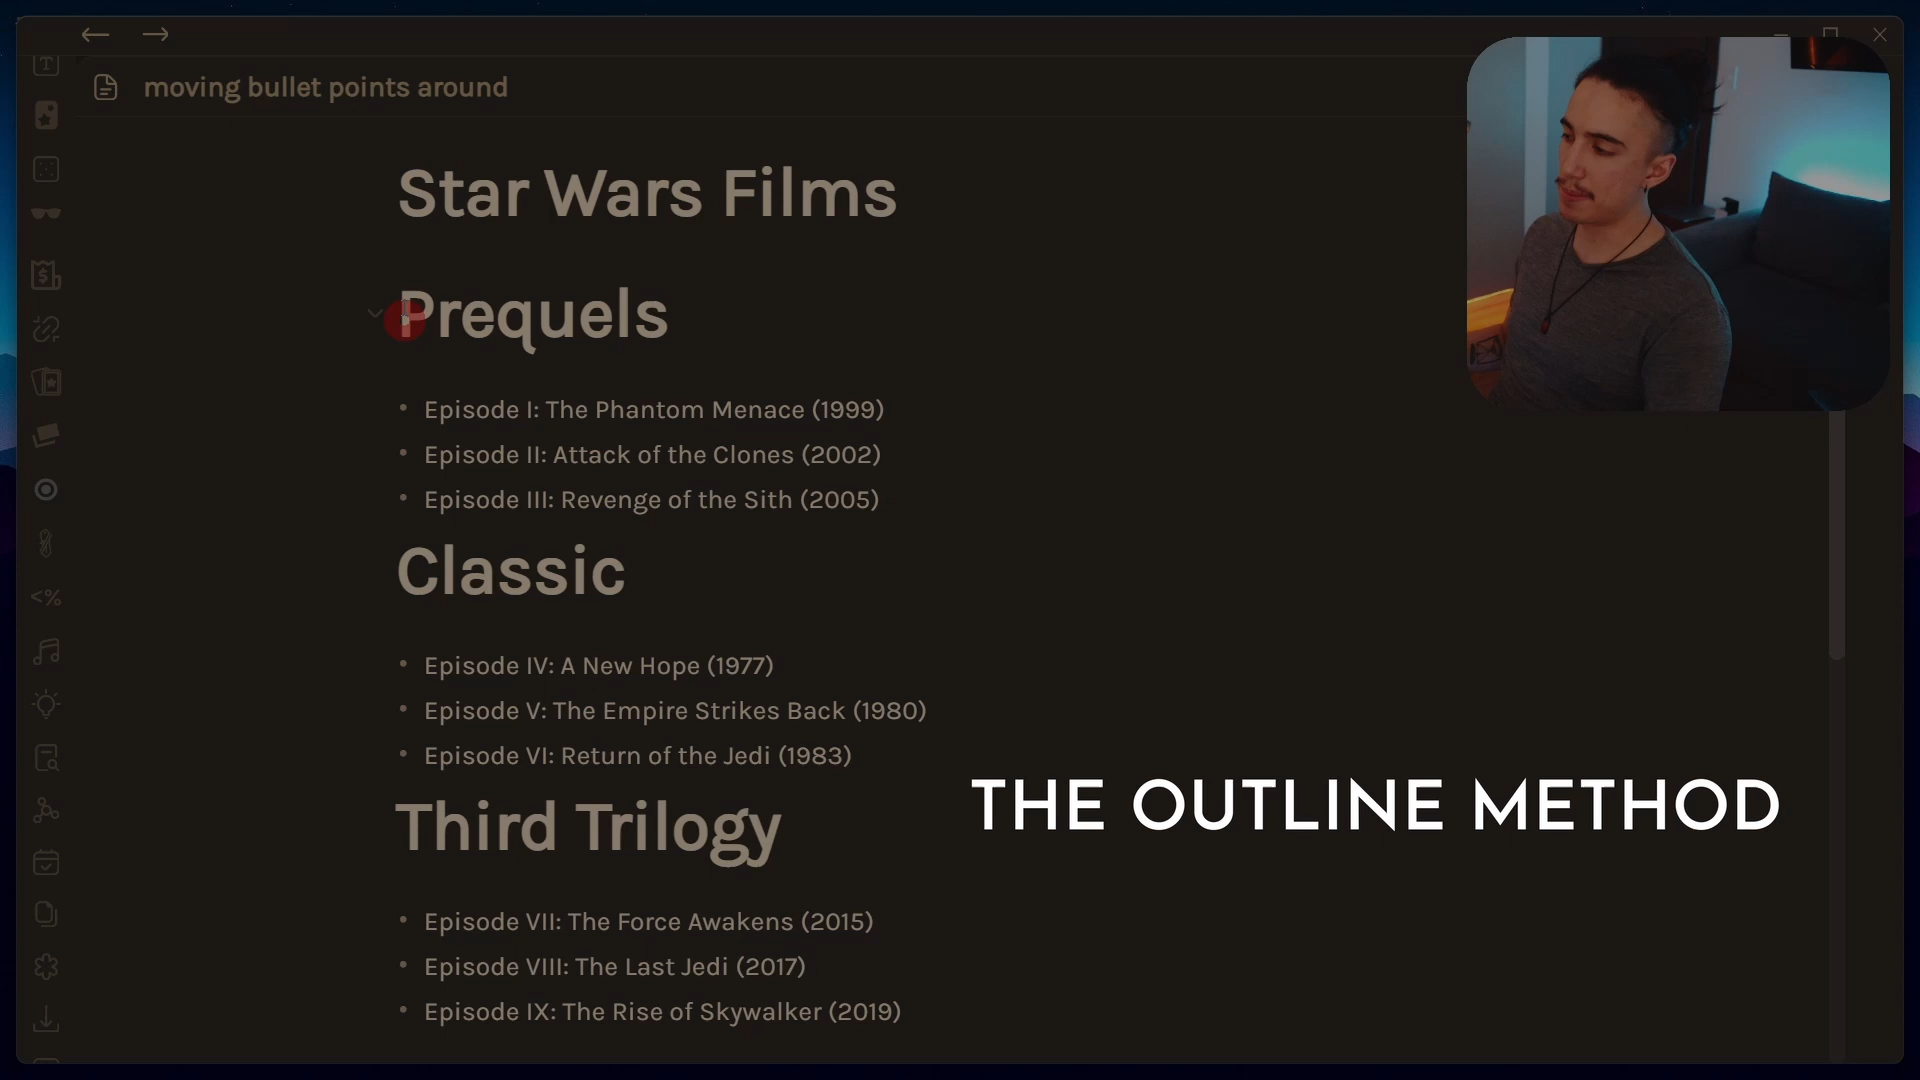 moving bullet points around
Star Wars Films
Prequels
• Episode I: The Phantom Menace (1999)
• Episode II: Attack of the Clones (2002)
• Episode III: Revenge of the Sith (2005)
Classic
• Episode IV: A New Hope (1977)
• Episode V: The Empire Strikes Back (1980)
• Episode VI: Return of the Jedi (1983)
THE OUTLINE METHOD
Third Trilogy
• Episode VII: The Force Awakens (2015)
• Episode VIII: The Last Jedi (2017)
• Episode IX: The Rise of Skywalker (2019)